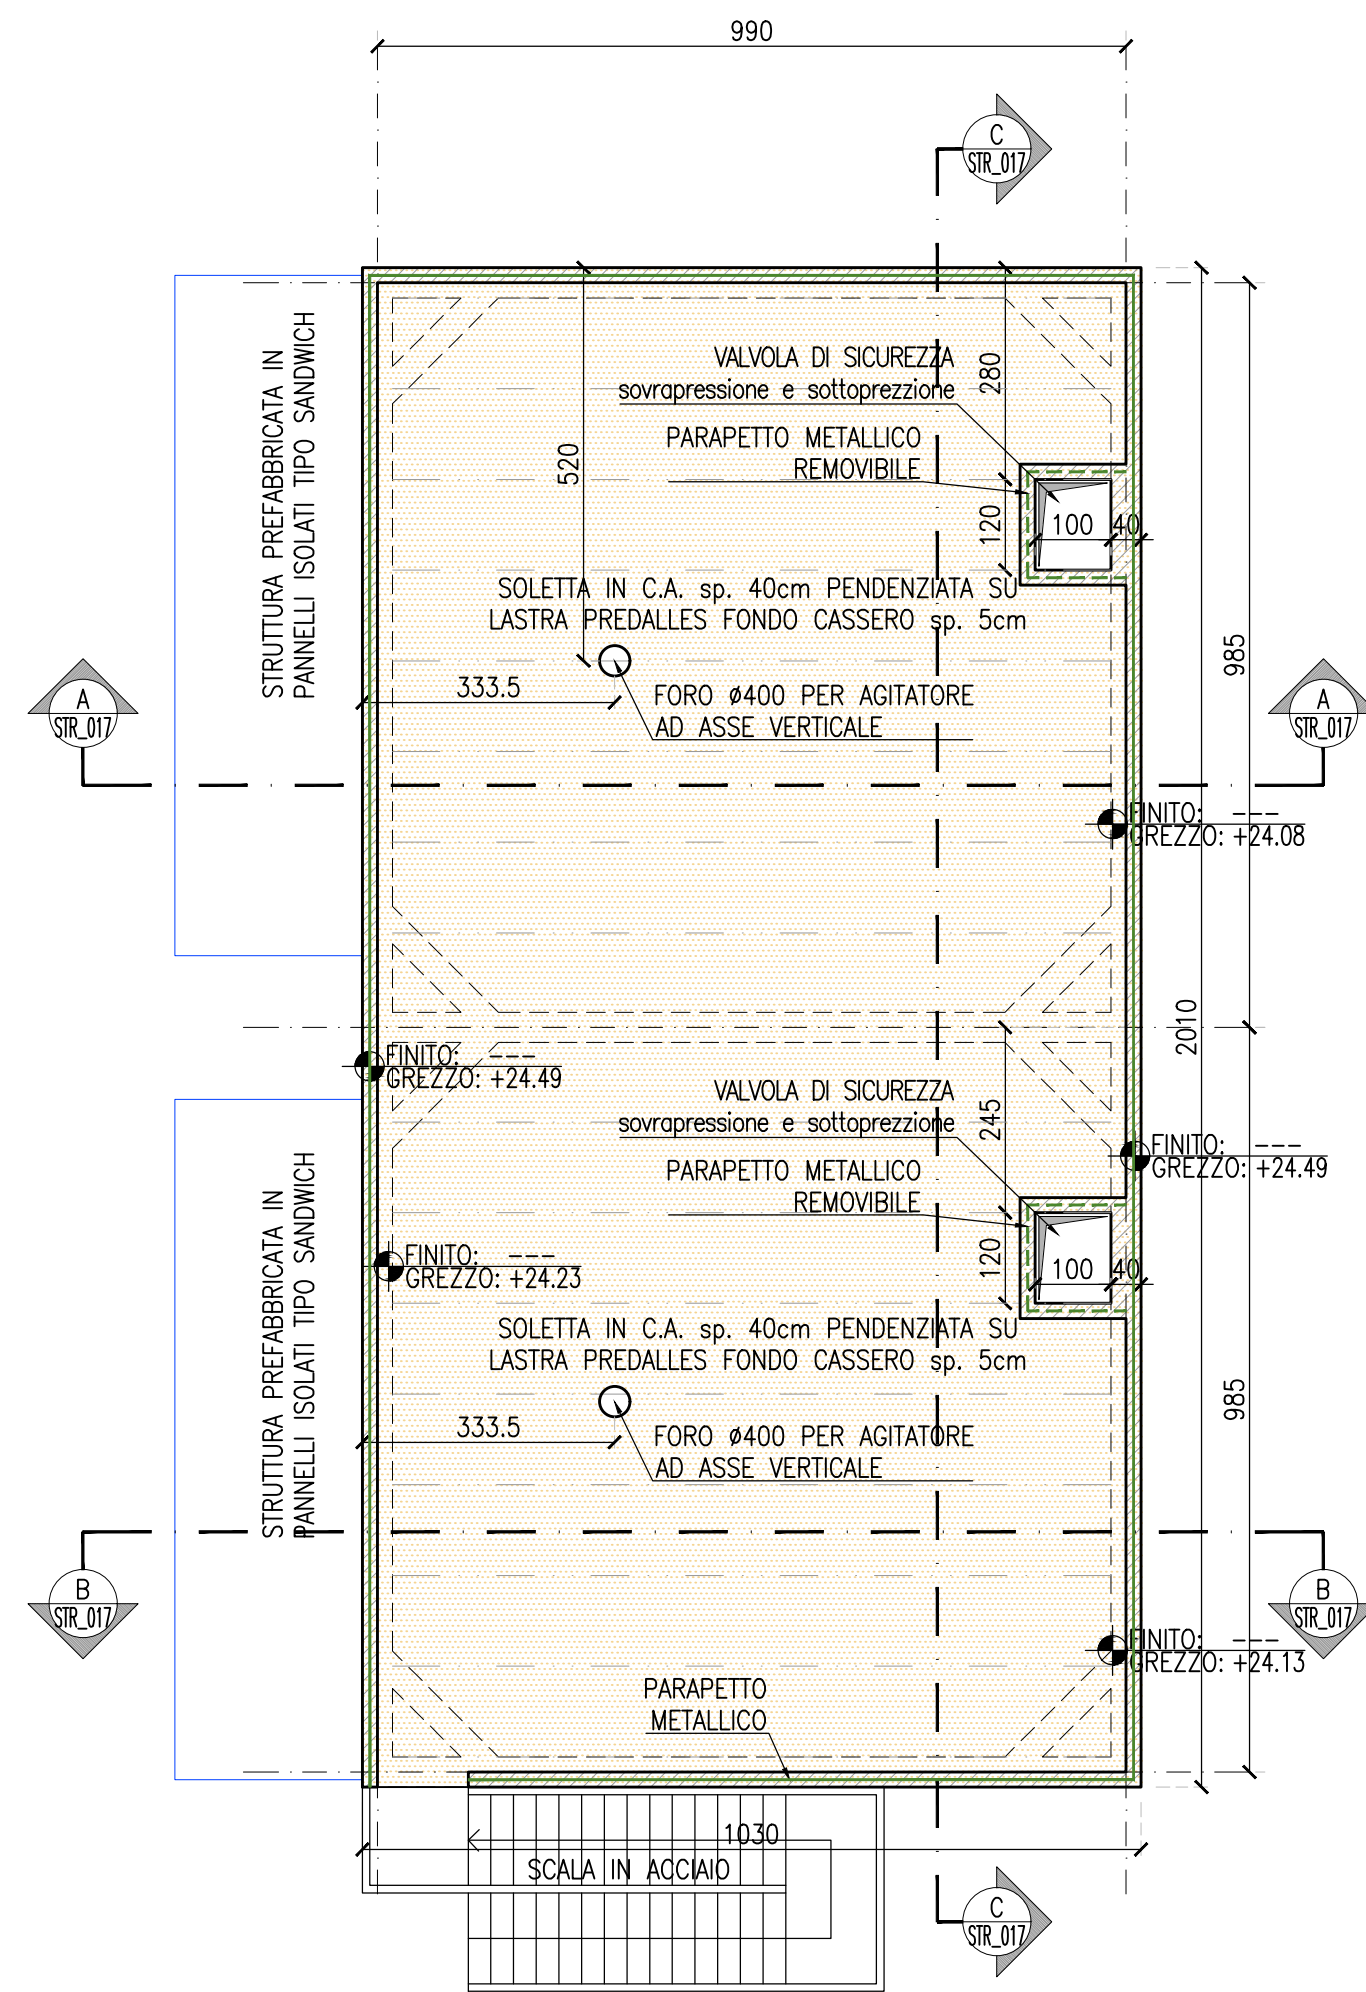 990
C
STR_017
VALVOLA DI SICUREZZA
sovrapressione e sottoprezzione
280
PARAPETTO METALLICO
REMOVIBILE
520
120
100
40
STRUTTURA PREFABBRICATA IN
PANNELLI ISOLATI TIPO SANDWICH
SOLETTA IN C.A. sp. 40cm PENDENZIATA SU
LASTRA PREDALLES FONDO CASSERO sp. 5cm
985
333.5
FORO ø400 PER AGITATORE
AD ASSE VERTICALE
A
STR_017
A
STR_017
FINITO: ---
GREZZO: +24.08
2010
FINITO: ---
GREZZO: +24.49
VALVOLA DI SICUREZZA
sovrapressione e sottoprezzione
245
FINITO: ---
GREZZO: +24.49
PARAPETTO METALLICO
REMOVIBILE
STRUTTURA PREFABBRICATA IN
PANNELLI ISOLATI TIPO SANDWICH
FINITO: ---
GREZZO: +24.23
120
100
40
SOLETTA IN C.A. sp. 40cm PENDENZIATA SU
LASTRA PREDALLES FONDO CASSERO sp. 5cm
985
333.5
FORO ø400 PER AGITATORE
AD ASSE VERTICALE
B
STR_017
B
STR_017
FINITO: ---
GREZZO: +24.13
PARAPETTO
METALLICO
1030
SCALA IN ACCIAIO
C
STR_017